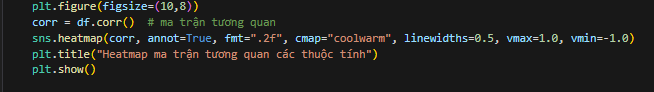 plt.figure(figsize=(10,8))
corr = df.corr()  # ma trận tương quan
sns.heatmap(corr, annot=True, fmt=".2f", cmap="coolwarm", linewidths=0.5, vmax=1.0, vmin=-1.0)
plt.title("Heatmap ma trận tương quan các thuộc tính")
plt.show()